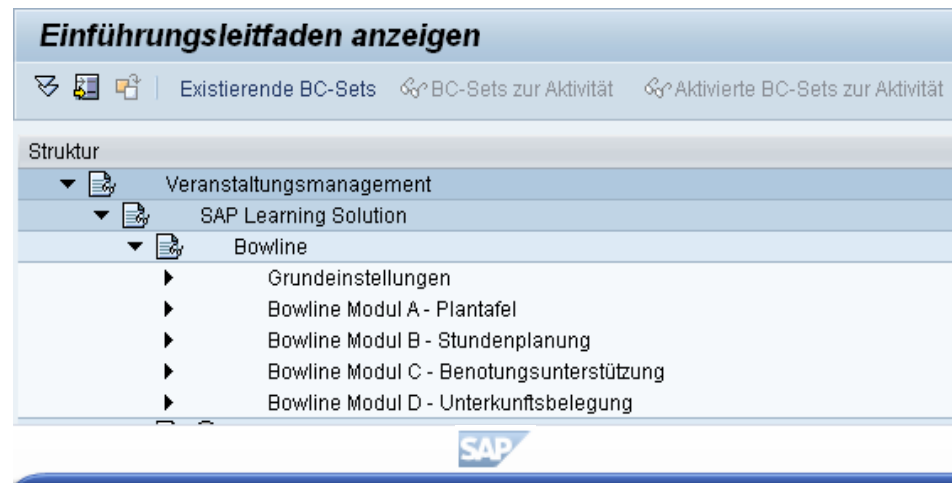 Einführungsleitfaden anzeigen
Existierende BC-Sets BC-Sets zur Aktivität Aktivierte BC-Sets zur Aktivität
Struktur
Veranstaltungsmanagement
SAP Learning Solution
Bowline
Grundeinstellungen
Bowline Modul A - Plantafel
Bowline Modul B - Stundenplanung
Bowline Modul C - Benotungsunterstützung
Bowline Modul D - Unterkunftsbelegung
SAP